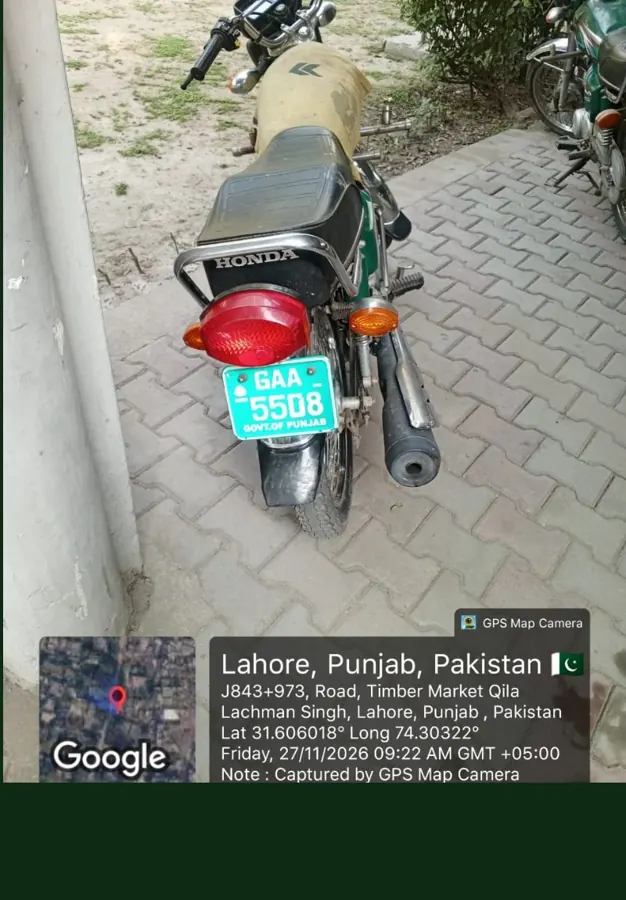 HONDA
GAA
5508
GOVT.OF PUNJAB
GPS Map Camera
Lahore, Punjab, Pakistan
J843+973, Road, Timber Market Qila
Lachman Singh, Lahore, Punjab , Pakistan
Lat 31.606018° Long 74.30322°
Friday, 27/11/2026 09:22 AM GMT +05:00
Note : Captured by GPS Map Camera
Google